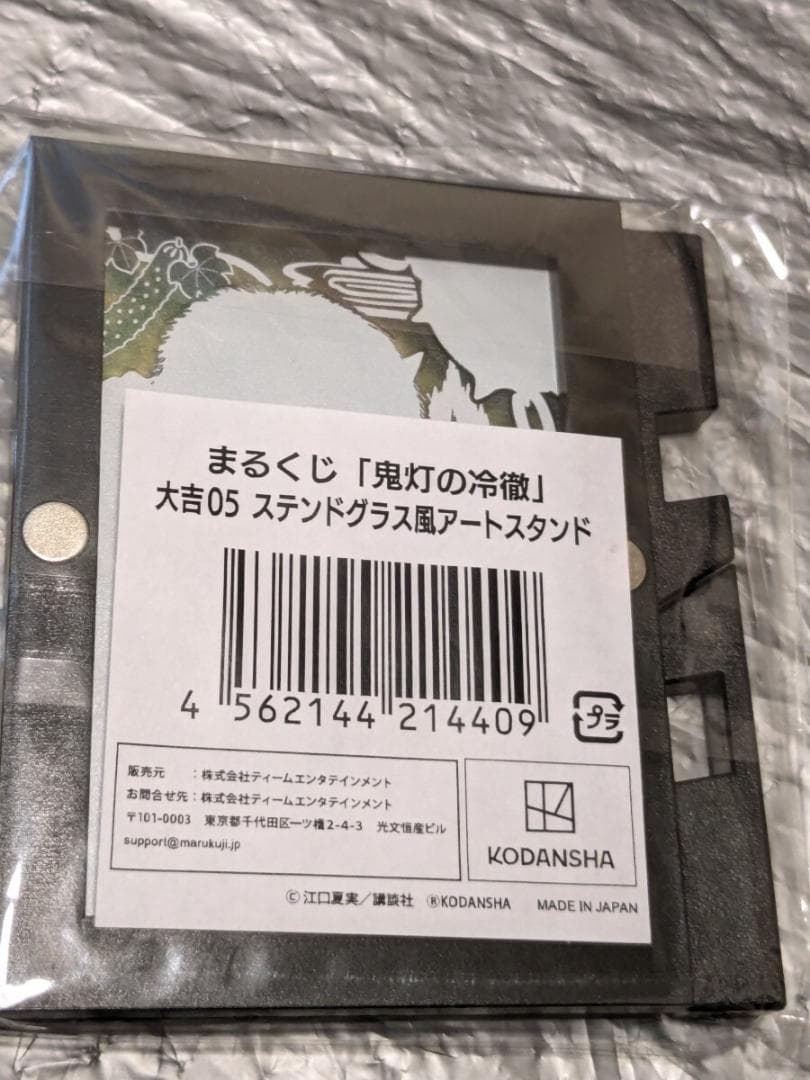 まるくじ「鬼灯の冷徹」
大吉05 ステンドグラス風アートスタンド
4 562144 214409
プラ
販売元 :株式会社ティームエンタテインメント
お問合せ先:株式会社ティームエンタテインメント
〒101-0003 東京都千代田区一ツ橋2-4-3 光文恒産ビル
support@marukuji.jp
KODANSHA
©江口夏実/講談社 ®KODANSHA MADE IN JAPAN